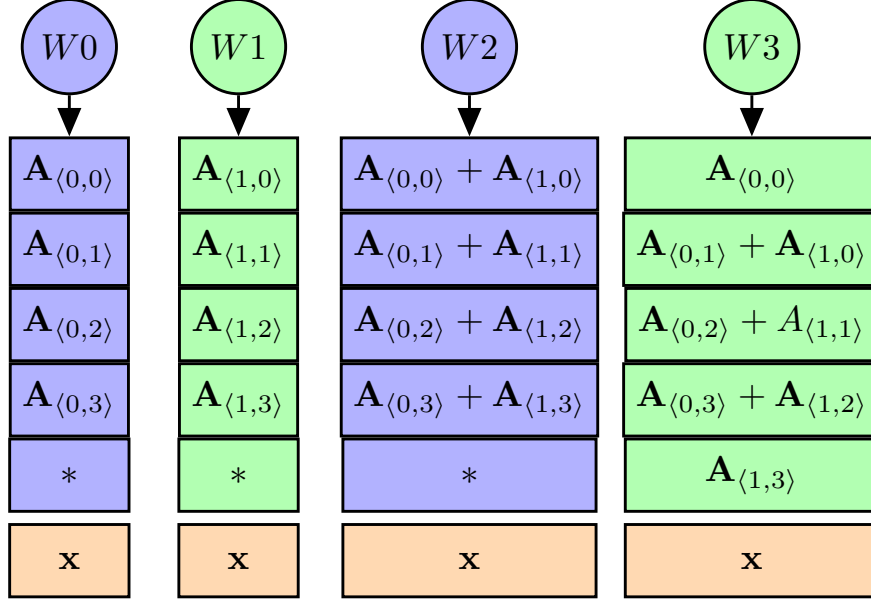 W0 W1 W2 W3
A⟨0,0⟩ A⟨1,0⟩ A⟨0,0⟩ + A⟨1,0⟩ A⟨0,0⟩
A⟨0,1⟩ A⟨1,1⟩ A⟨0,1⟩ + A⟨1,1⟩ A⟨0,1⟩ + A⟨1,0⟩
A⟨0,2⟩ A⟨1,2⟩ A⟨0,2⟩ + A⟨1,2⟩ A⟨0,2⟩ + A⟨1,1⟩
A⟨0,3⟩ A⟨1,3⟩ A⟨0,3⟩ + A⟨1,3⟩ A⟨0,3⟩ + A⟨1,2⟩
* * * A⟨1,3⟩
x x x x